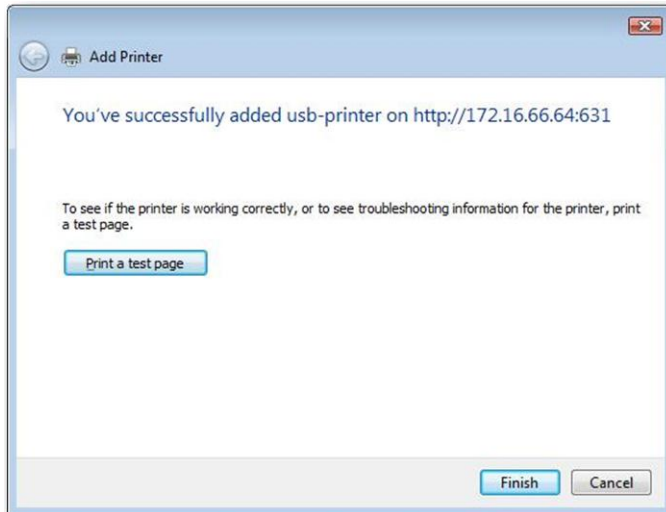 Add Printer
You've successfully added usb-printer on http://172.16.66.64:631
To see if the printer is working correctly, or to see troubleshooting information for the printer, print
a test page.
Print a test page
Finish Cancel